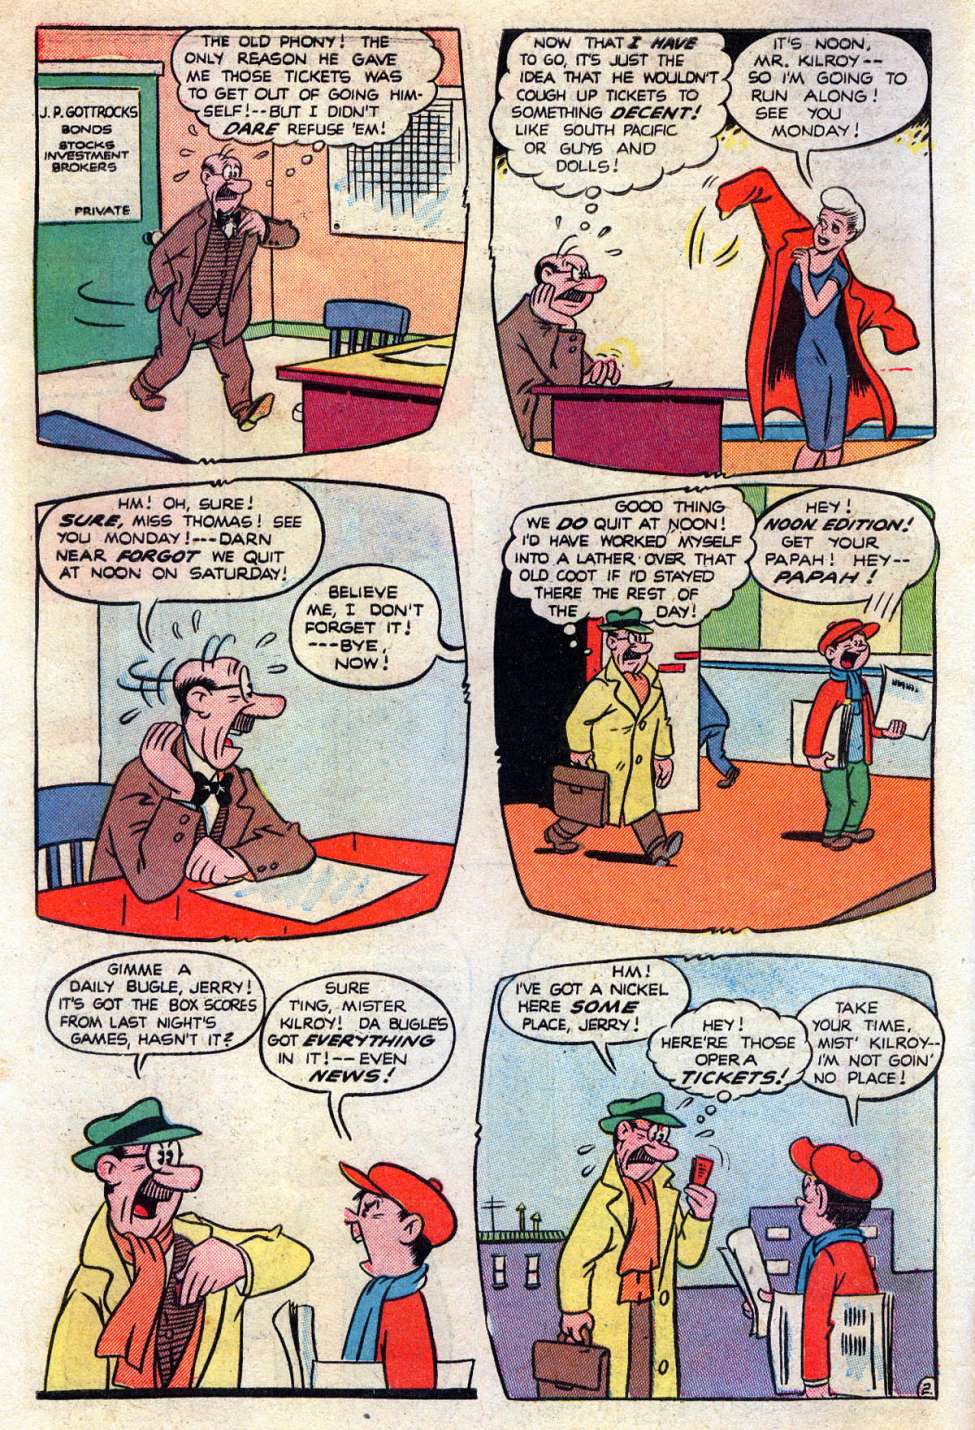 THE OLD PHONY! THE
ONLY REASON HE GAVE
ME THOSE TICKETS WAS
TO GET OUT OF GOING HIM-
SELF!--BUT I DIDN'T
DARE REFUSE 'EM!
J.P. GOTTROCKS
BONDS
STOCKS
INVESTMENT
BROKERS
PRIVATE
NOW THAT I HAVE
TO GO, IT'S JUST THE
IDEA THAT HE WOULDN'T
COUGH UP TICKETS TO
SOMETHING DECENT!
LIKE SOUTH PACIFIC
OR GUYS AND
DOLLS!
IT'S NOON,
MR. KILROY--
SO I'M GOING TO
RUN ALONG!
SEE YOU
MONDAY!
HM! OH, SURE!
SURE, MISS THOMAS! SEE
YOU MONDAY!---DARN
NEAR FORGOT WE QUIT
AT NOON ON SATURDAY!
BELIEVE
ME, I DON'T
FORGET IT!
---BYE,
NOW!
GOOD THING
WE DO QUIT AT NOON!
I'D HAVE WORKED MYSELF
INTO A LATHER OVER THAT
OLD COOT IF I'D STAYED
THERE THE REST OF
THE DAY!
HEY!
NOON EDITION!
GET YOUR
PAPAH! HEY--
PAPAH!
GIMME A
DAILY BUGLE, JERRY!
IT'S GOT THE BOX SCORES
FROM LAST NIGHT'S
GAMES, HASN'T IT?
SURE
T'ING, MISTER
KILROY! DA BUGLE'S
GOT EVERYTHING
IN IT!--EVEN
NEWS!
HM!
I'VE GOT A NICKEL
HERE SOME
PLACE, JERRY!
HEY!
HERE'RE THOSE
OPERA
TICKETS!
TAKE
YOUR TIME,
MIST' KILROY--
I'M NOT GOIN'
NO PLACE!
2